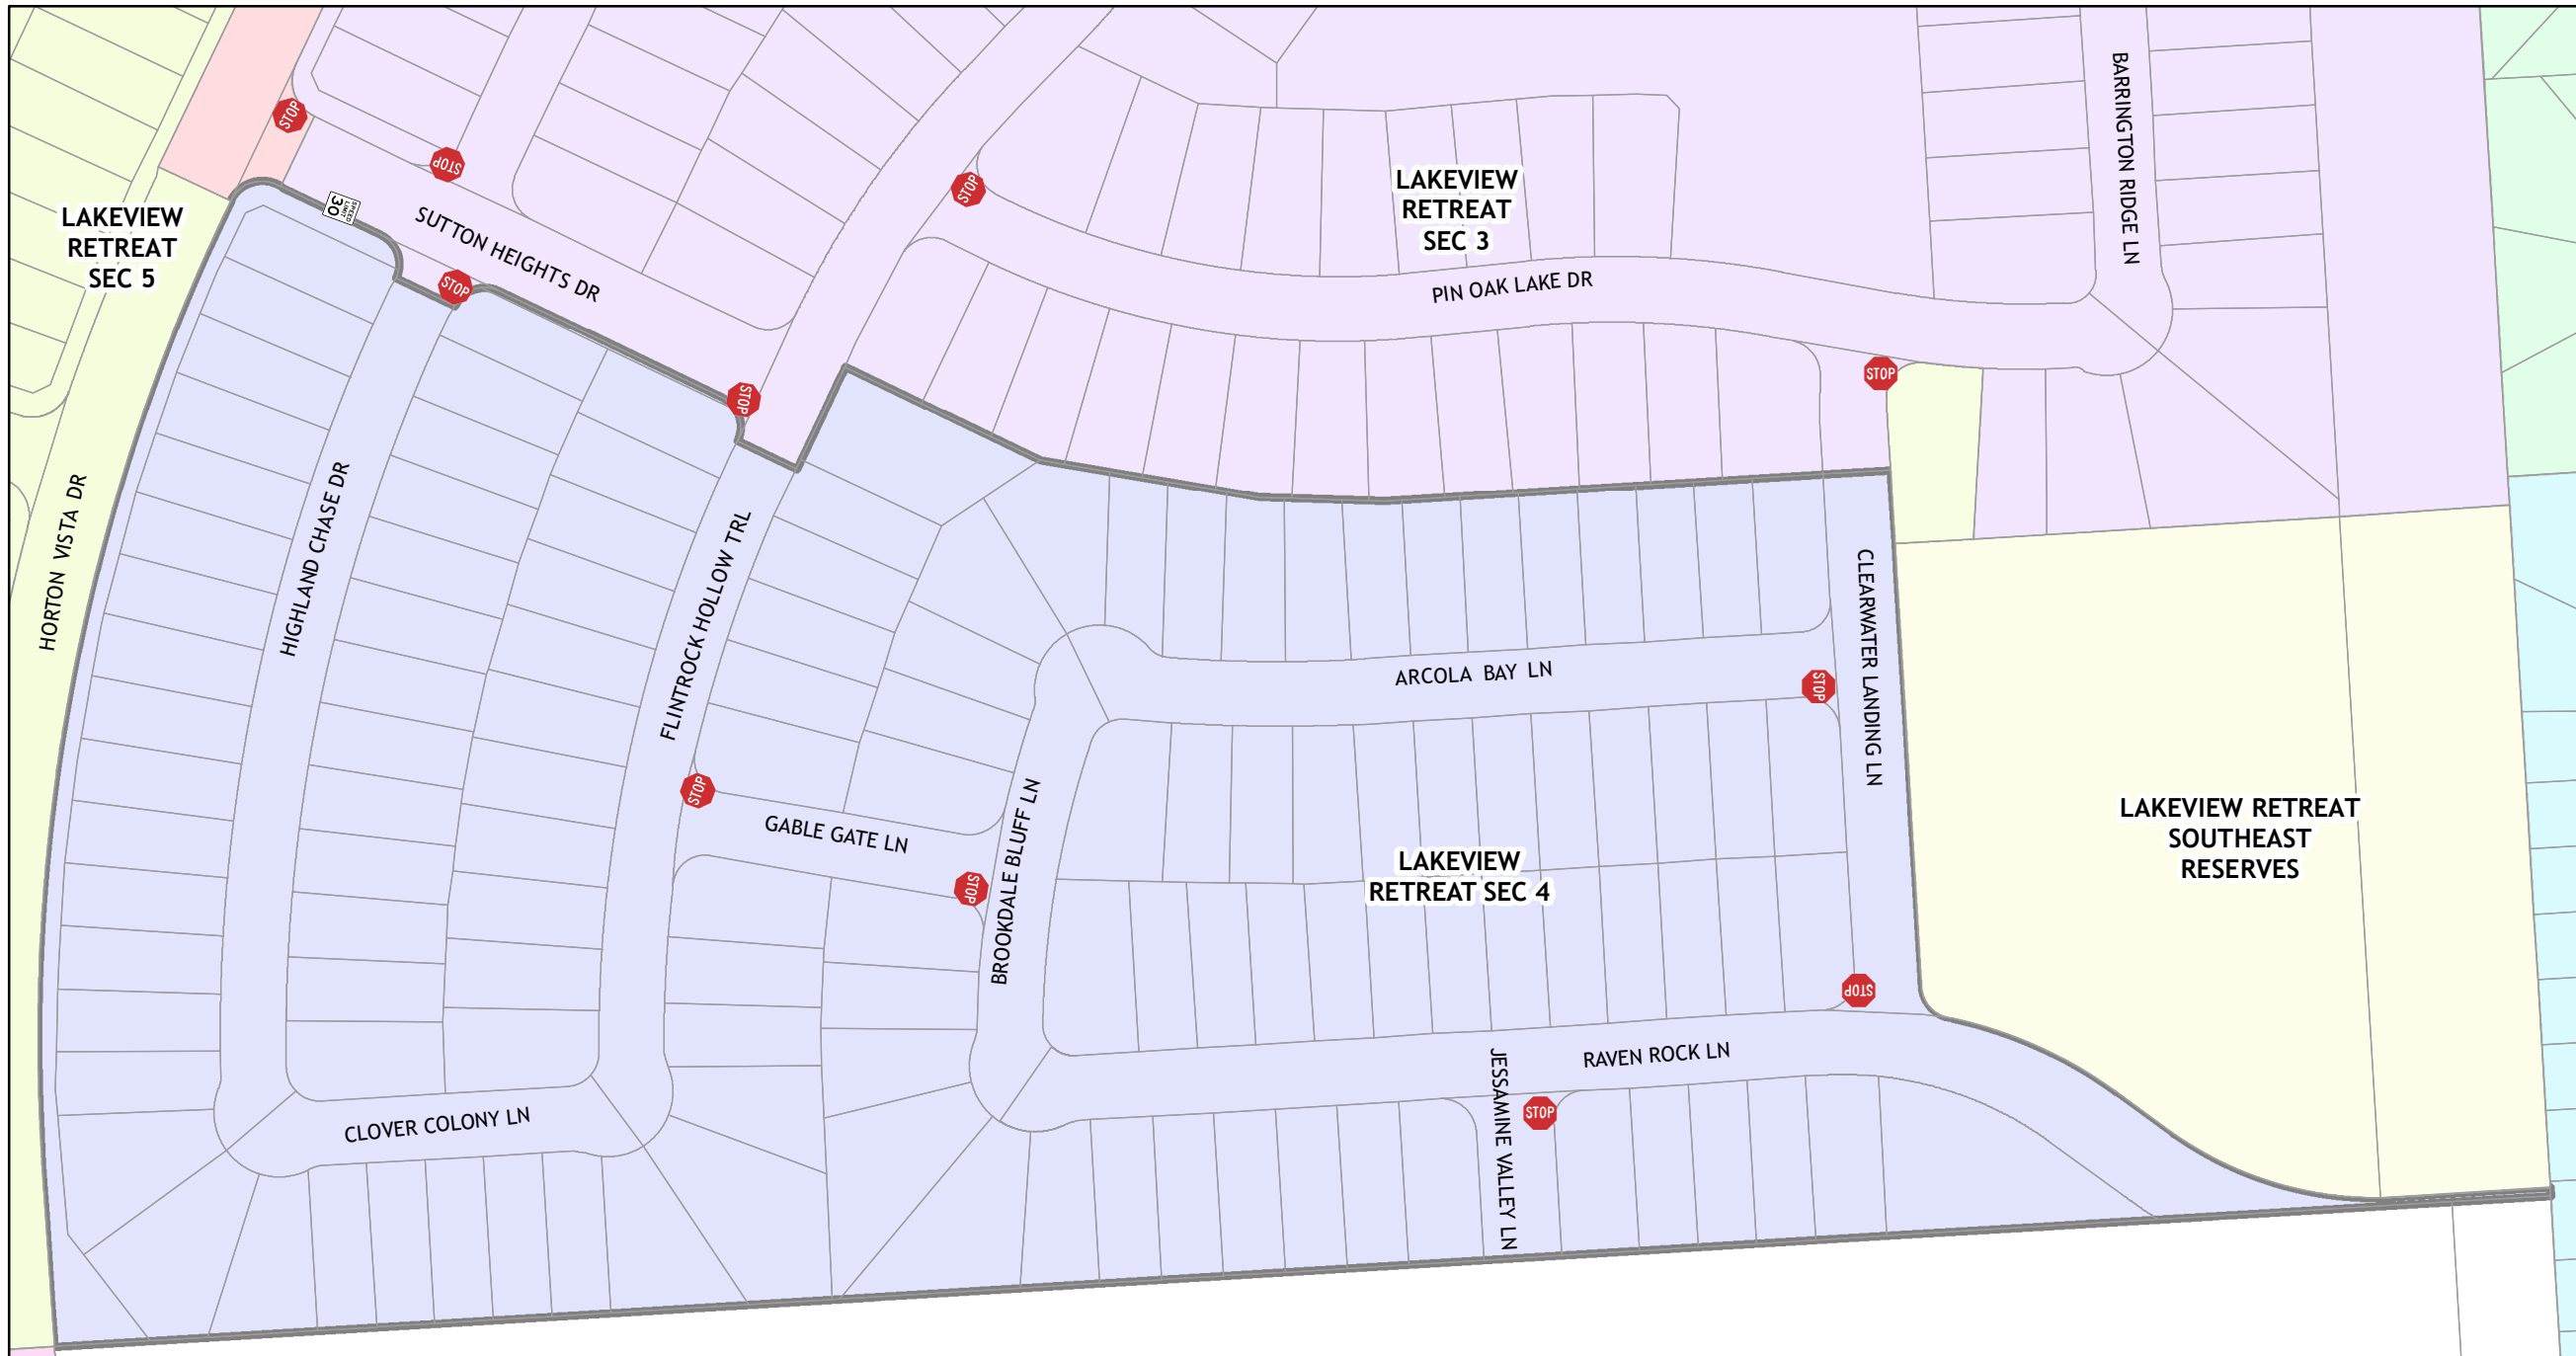 BARRINGTON RIDGE LN
STOP
STOP
LAKEVIEW
RETREAT
SEC 3
STOP
LAKEVIEW
RETREAT
SEC 5
SPEED
LIMIT
30
SUTTON HEIGHTS DR
STOP
PIN OAK LAKE DR
STOP
STOP
HORTON VISTA DR
HIGHLAND CHASE DR
FLINTROCK HOLLOW TRL
CLEARWATER LANDING LN
ARCOLA BAY LN
STOP
STOP
GABLE GATE LN
BROOKDALE BLUFF LN
STOP
LAKEVIEW
RETREAT SEC 4
LAKEVIEW RETREAT
SOUTHEAST
RESERVES
STOP
RAVEN ROCK LN
JESSAMINE VALLEY LN
STOP
CLOVER COLONY LN